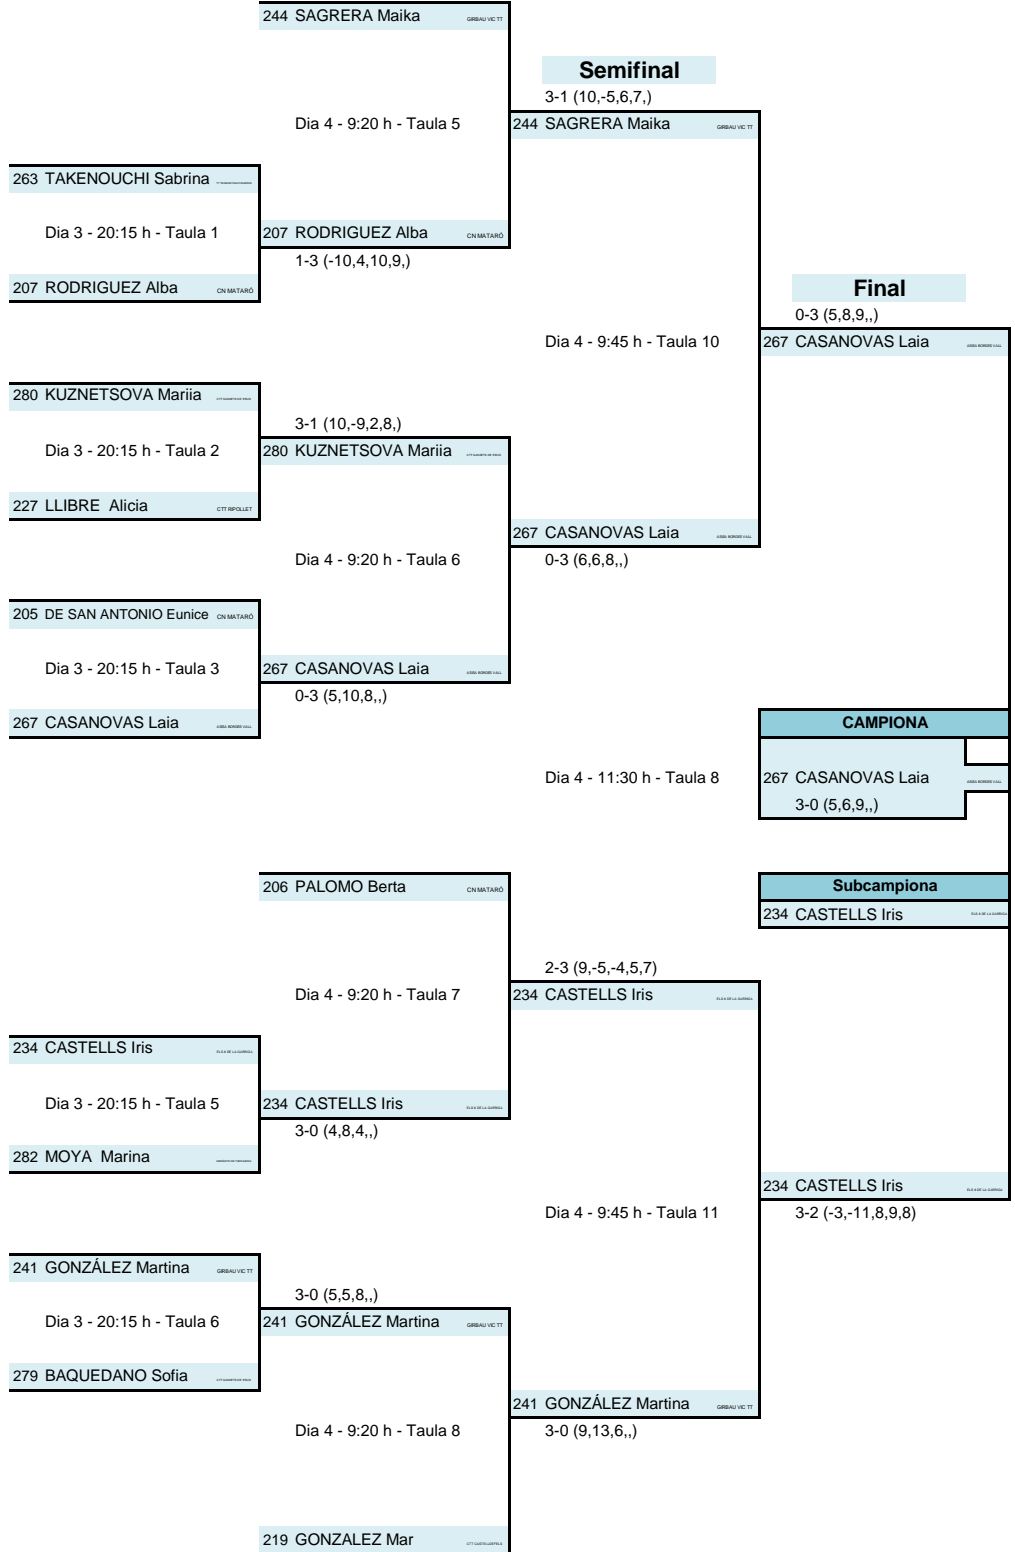 244 SAGRERA Maika GIRBAU VIC TT
Semifinal
3-1 (10,-5,6,7,)
Dia 4 - 9:20 h - Taula 5
244 SAGRERA Maika GIRBAU VIC TT
263 TAKENOUCHI Sabrina
Dia 3 - 20:15 h - Taula 1
207 RODRIGUEZ Alba CN MATARÓ
1-3 (-10,4,10,9,)
207 RODRIGUEZ Alba CN MATARÓ
Final
0-3 (5,8,9,,)
Dia 4 - 9:45 h - Taula 10
267 CASANOVAS Laia
280 KUZNETSOVA Mariia
3-1 (10,-9,2,8,)
Dia 3 - 20:15 h - Taula 2
280 KUZNETSOVA Mariia
227 LLIBRE Alicia CTT RIPOLLET
267 CASANOVAS Laia
Dia 4 - 9:20 h - Taula 6
0-3 (6,6,8,,)
205 DE SAN ANTONIO Eunice CN MATARÓ
Dia 3 - 20:15 h - Taula 3
267 CASANOVAS Laia
0-3 (5,10,8,,)
267 CASANOVAS Laia
CAMPIONA
Dia 4 - 11:30 h - Taula 8
267 CASANOVAS Laia
3-0 (5,6,9,,)
206 PALOMO Berta CN MATARÓ
Subcampiona
234 CASTELLS Iris
2-3 (9,-5,-4,5,7)
Dia 4 - 9:20 h - Taula 7
234 CASTELLS Iris
234 CASTELLS Iris
Dia 3 - 20:15 h - Taula 5
234 CASTELLS Iris
3-0 (4,8,4,,)
282 MOYA Marina
234 CASTELLS Iris
Dia 4 - 9:45 h - Taula 11
3-2 (-3,-11,8,9,8)
241 GONZÁLEZ Martina GIRBAU VIC TT
3-0 (5,5,8,,)
Dia 3 - 20:15 h - Taula 6
241 GONZÁLEZ Martina GIRBAU VIC TT
279 BAQUEDANO Sofia
241 GONZÁLEZ Martina GIRBAU VIC TT
Dia 4 - 9:20 h - Taula 8
3-0 (9,13,6,,)
219 GONZALEZ Mar